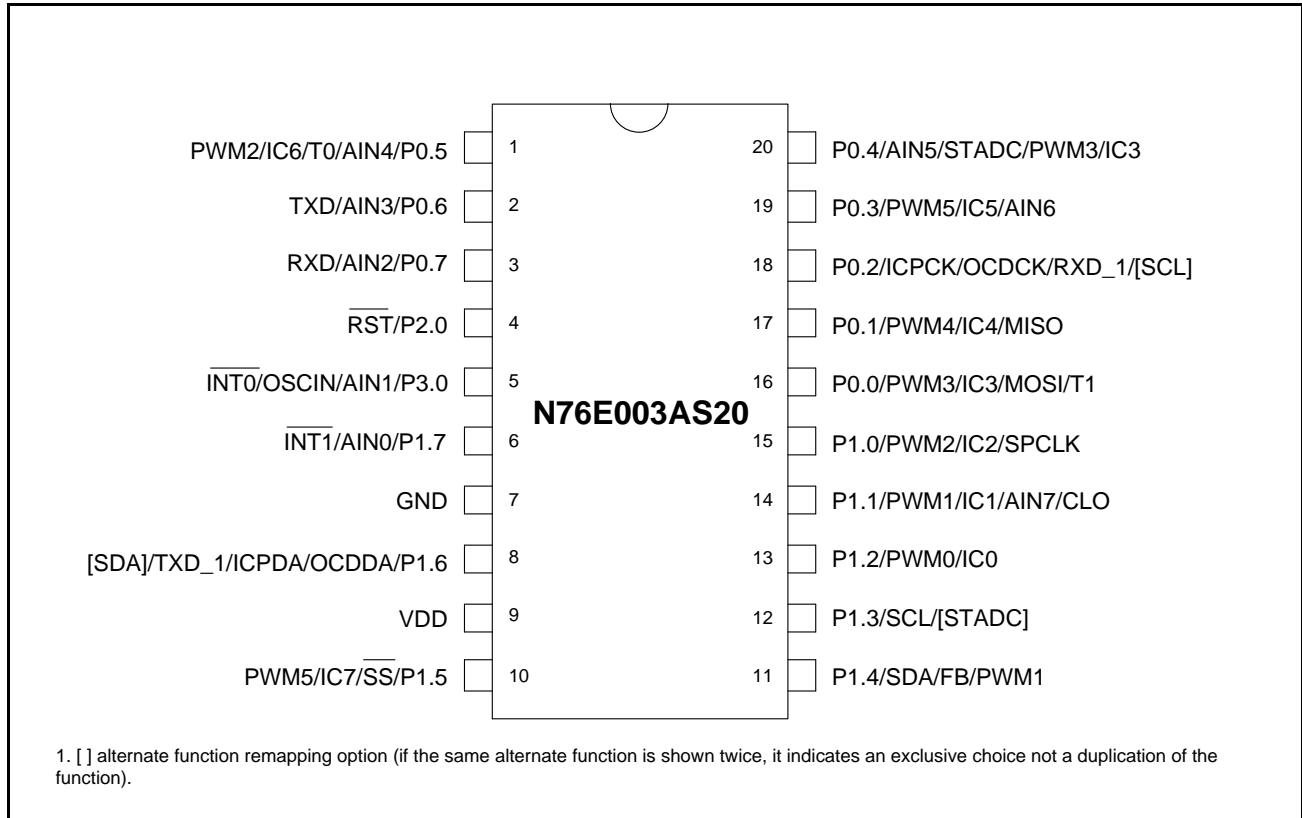 PWM2/IC6/T0/AIN4/P0.5 1 20 P0.4/AIN5/STADC/PWM3/IC3
TXD/AIN3/P0.6 2 19 P0.3/PWM5/IC5/AIN6
RXD/AIN2/P0.7 3 18 P0.2/ICPCK/OCDCK/RXD_1/[SCL]
RST/P2.0 4 17 P0.1/PWM4/IC4/MISO
INT0/OSCIN/AIN1/P3.0 5 16 P0.0/PWM3/IC3/MOSI/T1
N76E003AS20
INT1/AIN0/P1.7 6 15 P1.0/PWM2/IC2/SPCLK
GND 7 14 P1.1/PWM1/IC1/AIN7/CLO
[SDA]/TXD_1/ICPDA/OCDDA/P1.6 8 13 P1.2/PWM0/IC0
VDD 9 12 P1.3/SCL/[STADC]
PWM5/IC7/SS/P1.5 10 11 P1.4/SDA/FB/PWM1
1. [ ] alternate function remapping option (if the same alternate function is shown twice, it indicates an exclusive choice not a duplication of the
function).